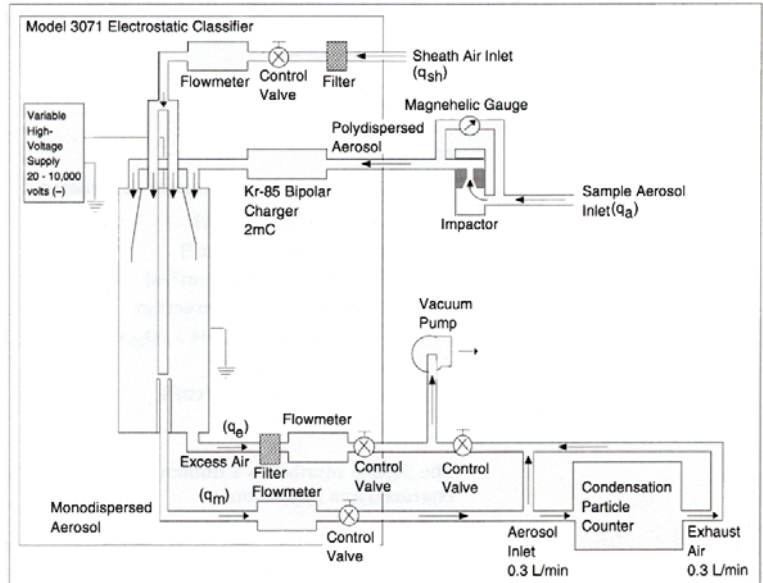 Model 3071 Electrostatic Classifier
Flowmeter
Control
Valve
Filter
Sheath Air Inlet
(qsh)
Magnehelic Gauge
Variable
High-
Voltage
Supply
20 - 10,000
volts (–)
Polydispersed
Aerosol
Kr-85 Bipolar
Charger
2mC
Impactor
Sample Aerosol
Inlet(qa)
Vacuum
Pump
(qe)
Excess Air
Filter
Flowmeter
Control
Valve
Control
Valve
Monodispersed
Aerosol
(qm)
Flowmeter
Control
Valve
Condensation
Particle
Counter
Aerosol
Inlet
0.3 L/min
Exhaust
Air
0.3 L/min